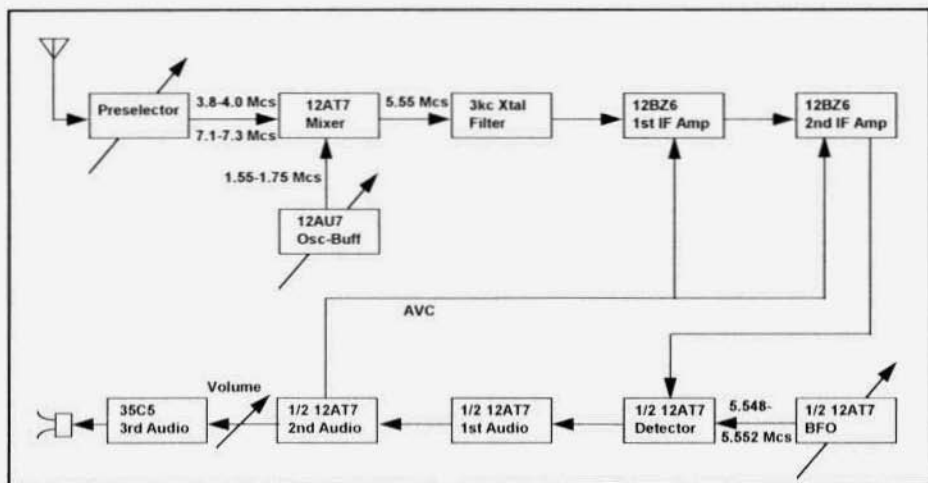 Preselector
3.8-4.0 Mcs
7.1-7.3 Mcs
12AT7
Mixer
5.55 Mcs
3kc Xtal
Filter
12BZ6
1st IF Amp
12BZ6
2nd IF Amp
1.55-1.75 Mcs
12AU7
Osc-Buff
AVC
Volume
35C5
3rd Audio
1/2 12AT7
2nd Audio
1/2 12AT7
1st Audio
1/2 12AT7
Detector
5.548-
5.552 Mcs
1/2 12AT7
BFO